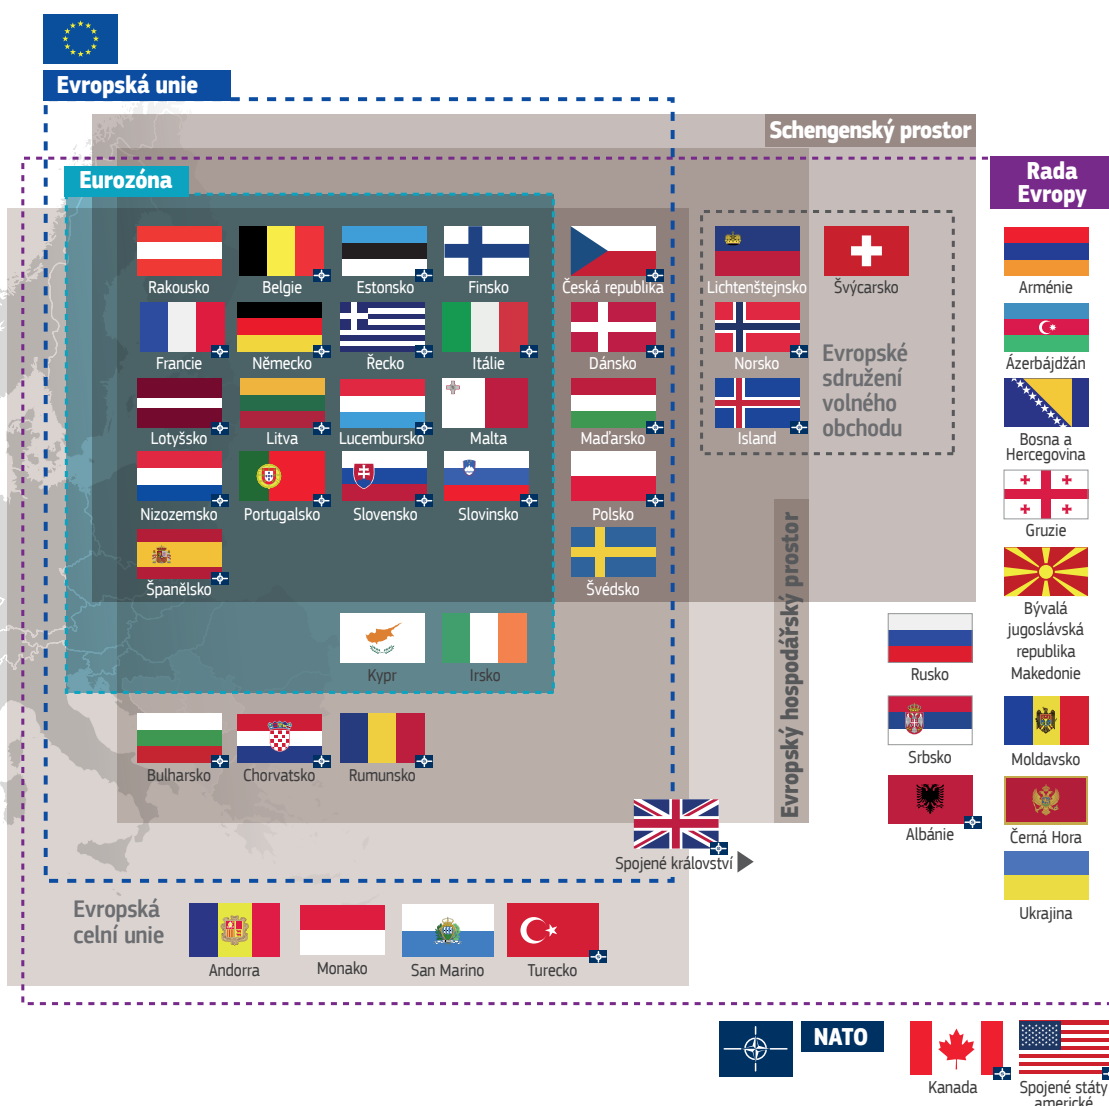 Evropská unie
Schengenský prostor
Rada
Evropy
Eurozóna
Rakousko
Belgie
Estonsko
Finsko
Česká republika
Lichtenštejnsko
Švýcarsko
Arménie
Francie
Německo
Řecko
Itálie
Dánsko
Norsko
Evropské
sdružení
volného
obchodu
Ázerbájdžán
Lotyšsko
Litva
Lucembursko
Malta
Maďarsko
Island
Bosna a
Hercegovina
Nizozemsko
Portugalsko
Slovensko
Slovinsko
Polsko
Gruzie
Španělsko
Švédsko
Evropský hospodářský prostor
Bývalá
jugoslávská
republika
Makedonie
Kypr
Irsko
Rusko
Srbsko
Moldavsko
Bulharsko
Chorvatsko
Rumunsko
Albánie
Černá Hora
Spojené království
Ukrajina
Evropská
celní unie
Andorra
Monako
San Marino
Turecko
NATO
Kanada
Spojené státy
americké